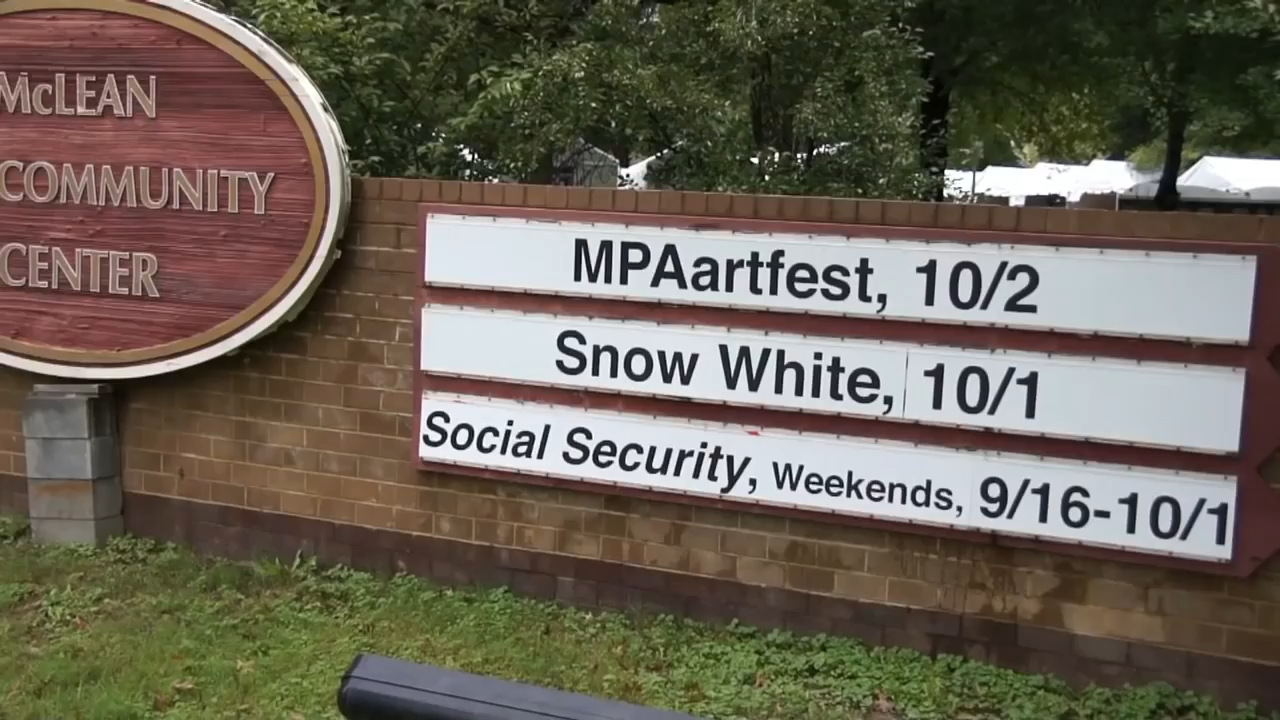 McLEAN
COMMUNITY
CENTER
MPAartfest, 10/2
Snow White, 10/1
Social Security, Weekends, 9/16-10/1